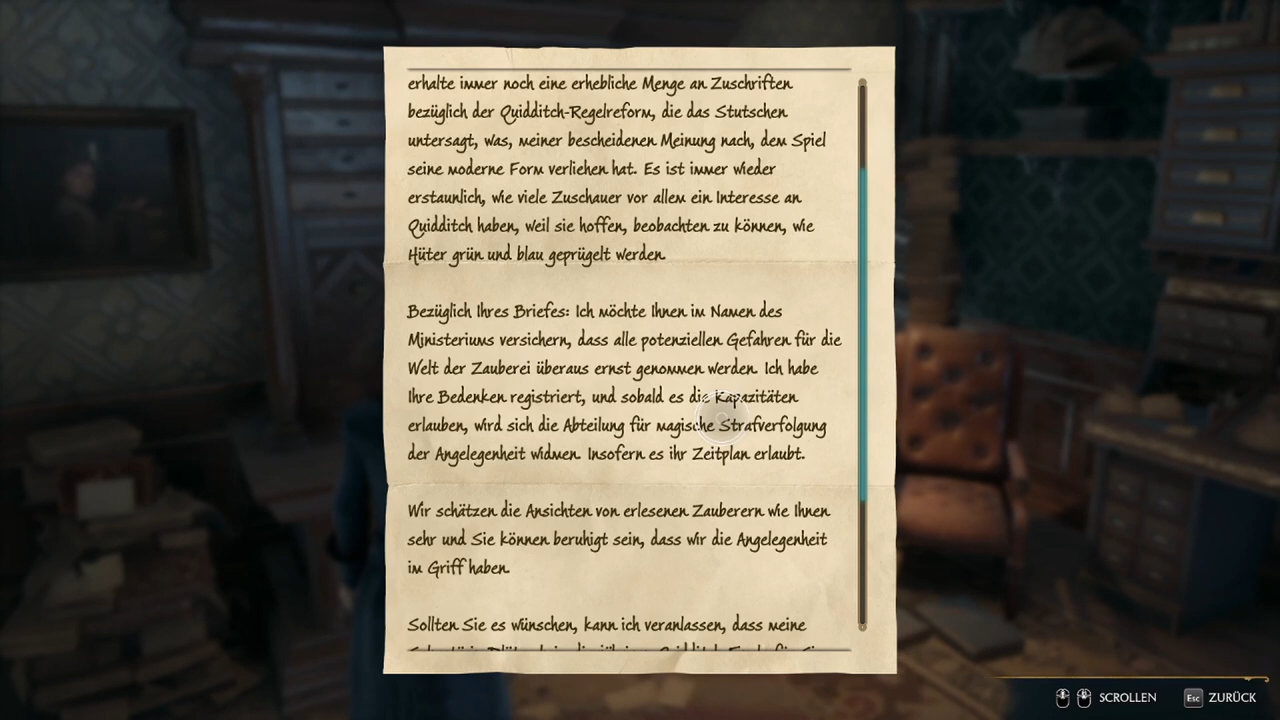 erhalte immer noch eine erhebliche Menge an Zuschriften
bezüglich der Quidditch-Regelreform, die das Stutschen
untersagt, was, meiner bescheidenen Meinung nach, dem Spiel
seine moderne Form verliehen hat. Es ist immer wieder
erstaunlich, wie viele Zuschauer vor allem ein Interesse an
Quidditch haben, weil sie hoffen, beobachten zu können, wie
Hüter grün und blau geprügelt werden.
Bezüglich Ihres Briefes: Ich möchte Ihnen im Namen des
Ministeriums versichern, dass alle potenziellen Gefahren für die
Welt der Zauberei überaus ernst genommen werden. Ich habe
Ihre Bedenken registriert, und sobald es die Kapazitäten
erlauben, wird sich die Abteilung für magische Strafverfolgung
der Angelegenheit widmen. Insofern es ihr Zeitplan erlaubt.
Wir schätzen die Ansichten von erlesenen Zauberern wie Ihnen
sehr und Sie können beruhigt sein, dass wir die Angelegenheit
im Griff haben.
Sollten Sie es wünschen, kann ich veranlassen, dass meine
Esc
SCROLLEN
ZURÜCK